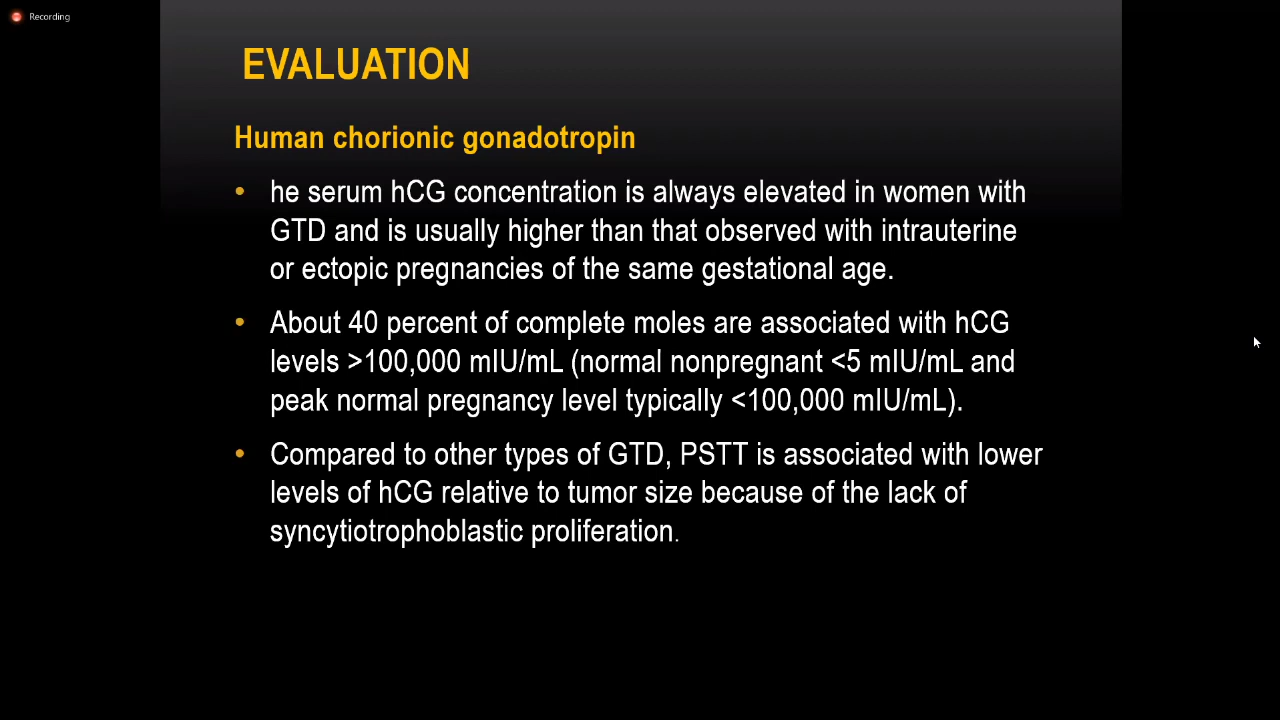 Recording
EVALUATION
Human chorionic gonadotropin
• he serum hCG concentration is always elevated in women with
GTD and is usually higher than that observed with intrauterine
or ectopic pregnancies of the same gestational age.
• About 40 percent of complete moles are associated with hCG
levels >100,000 mIU/mL (normal nonpregnant <5 mIU/mL and
peak normal pregnancy level typically <100,000 mIU/mL).
• Compared to other types of GTD, PSTT is associated with lower
levels of hCG relative to tumor size because of the lack of
syncytiotrophoblastic proliferation.